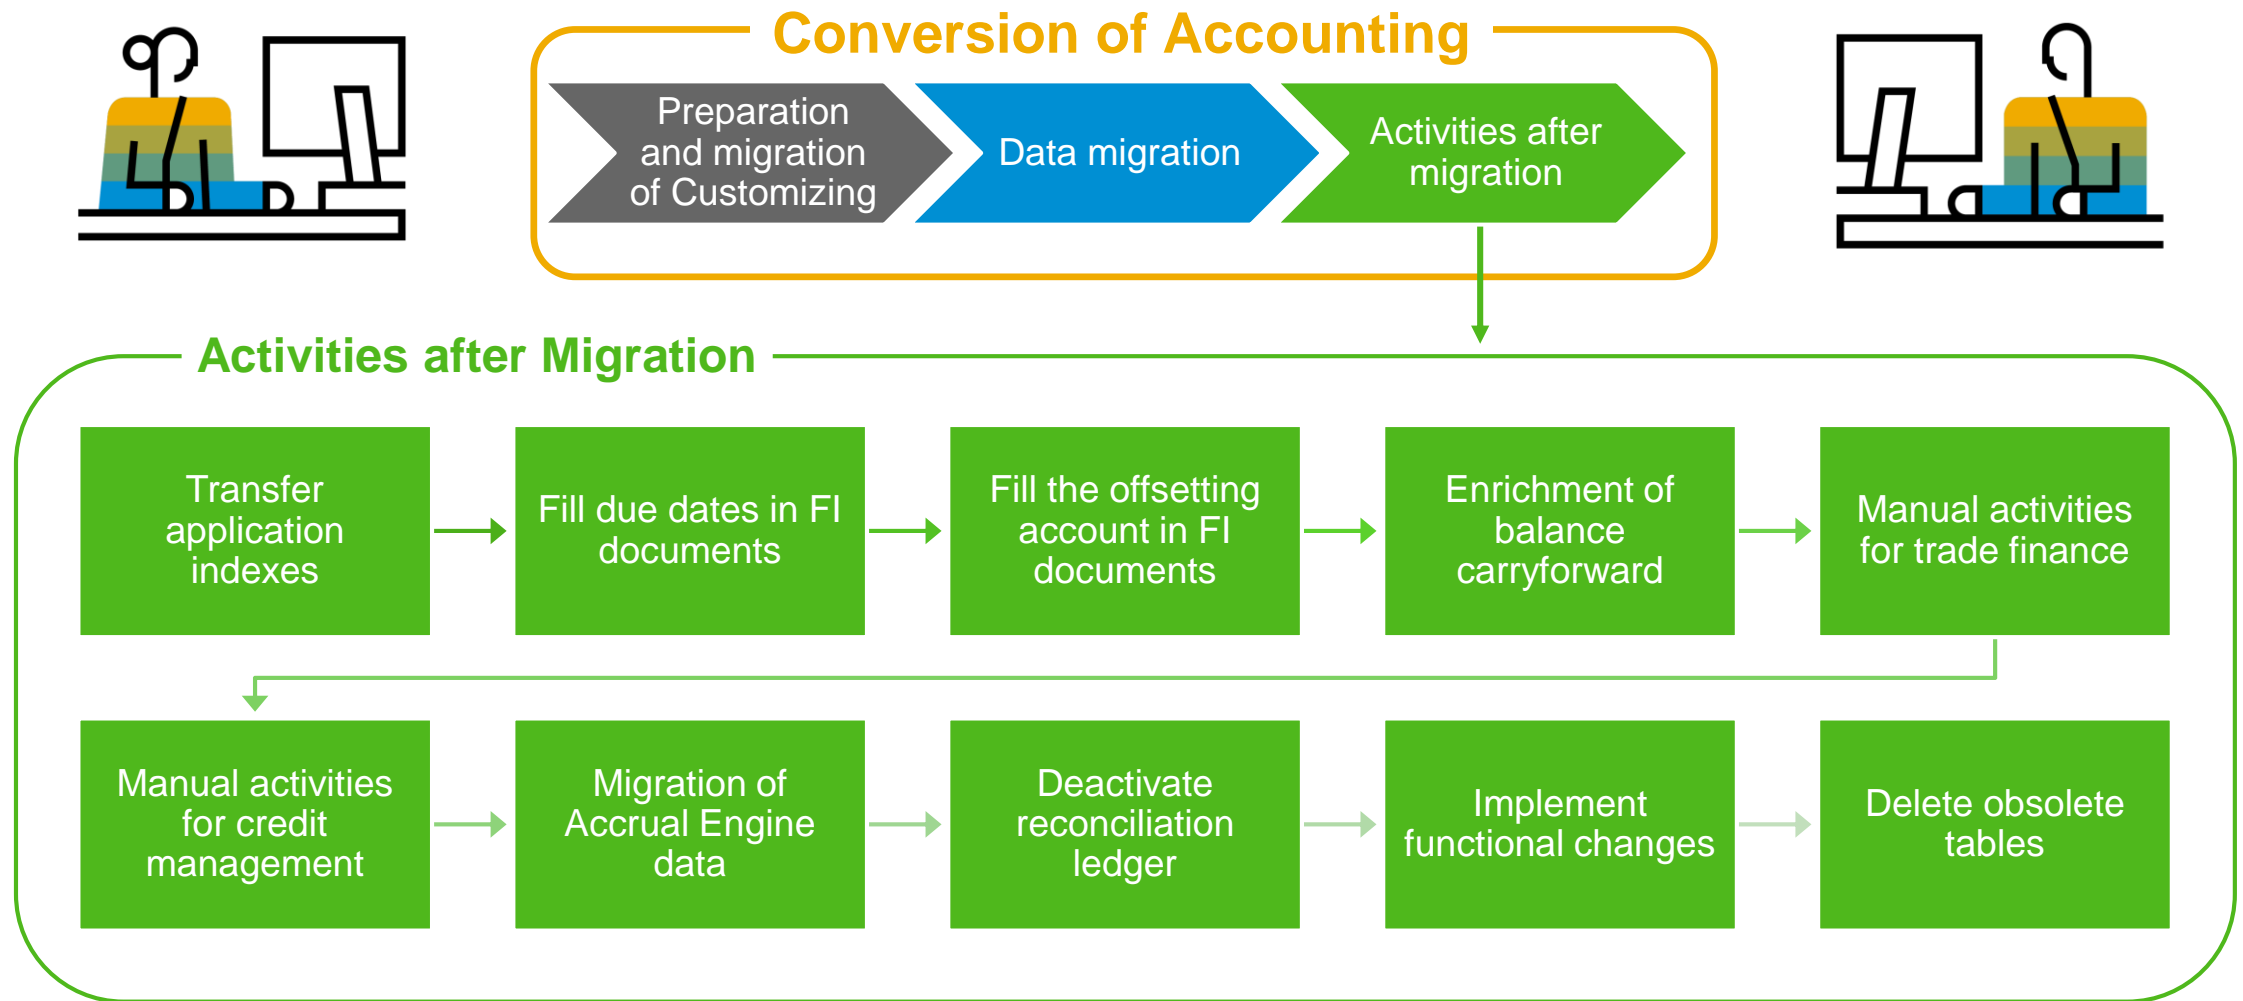 Conversion of Accounting
Preparation
and migration
of Customizing
Data migration
Activities after
migration
Activities after Migration
Transfer
application
indexes
Fill due dates in FI
documents
Fill the offsetting
account in FI
documents
Enrichment of
balance
carryforward
Manual activities
for trade finance
Manual activities
for credit
management
Migration of
Accrual Engine
data
Deactivate
reconciliation
ledger
Implement
functional changes
Delete obsolete
tables